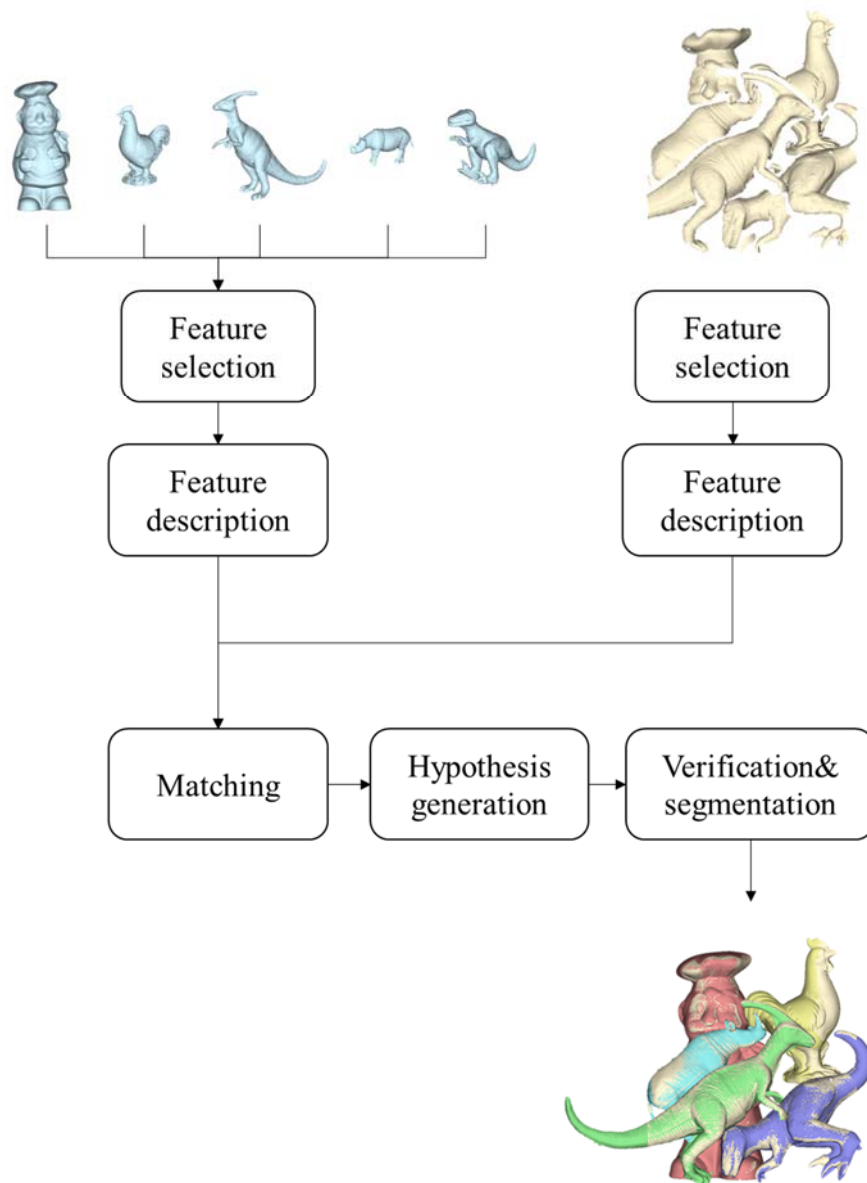 Feature
selection
Feature
selection
Feature
description
Feature
description
Matching
Hypothesis
generation
Verification&
segmentation